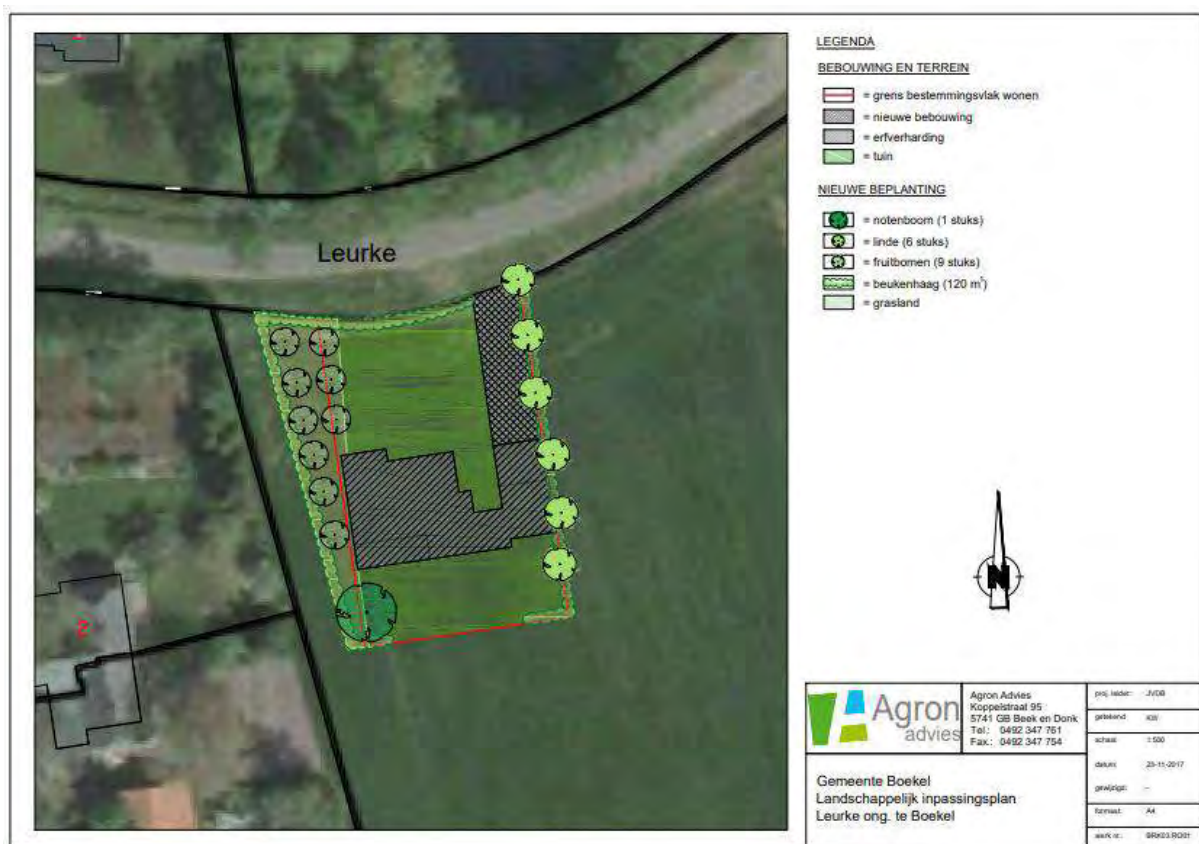 Leurke
N
LEGENDA
BEBOUWING EN TERREIN
= grens bestemmingsvlak wonen
= nieuwe bebouwing
= erfverharding
= tuin
NIEUWE BEPLANTING
= notenboom (1 stuks)
= linde (6 stuks)
= fruitbomen (9 stuks)
= beukenhaag (120 m¹)
= grasland
N
Agron
advies
Agron Advies
Koppelstraat 95
5741 GB Beek en Donk
Tel.: 0492 347 761
Fax.: 0492 347 754
Gemeente Boekel
Landschappelijk inpassingsplan
Leurke ong. te Boekel
proj. leider: JVDB
getekend KW
schaal 1:500
datum: 23-11-2017
gewijzigd: -
formaat: A4
werk nr.: